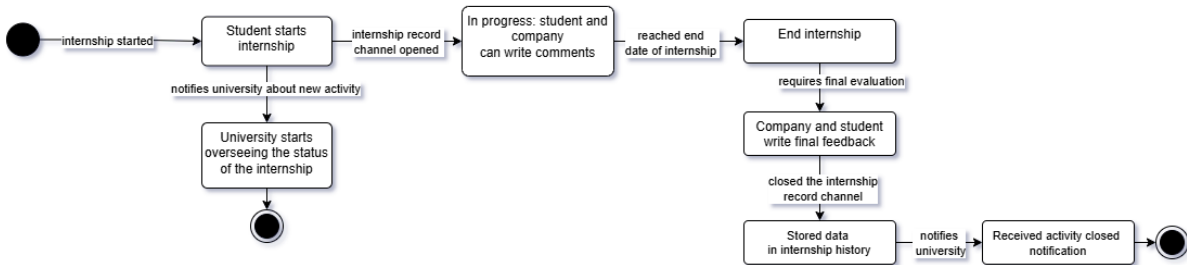 internship started
Student starts
internship
internship record
channel opened
In progress: student and
company
can write comments
reached end
date of internship
End internship
notifies university about new activity
requires final evaluation
University starts
overseeing the status
of the internship
Company and student
write final feedback
closed the internship
record channel
Stored data
in internship history
notifies
university
Received activity closed
notification